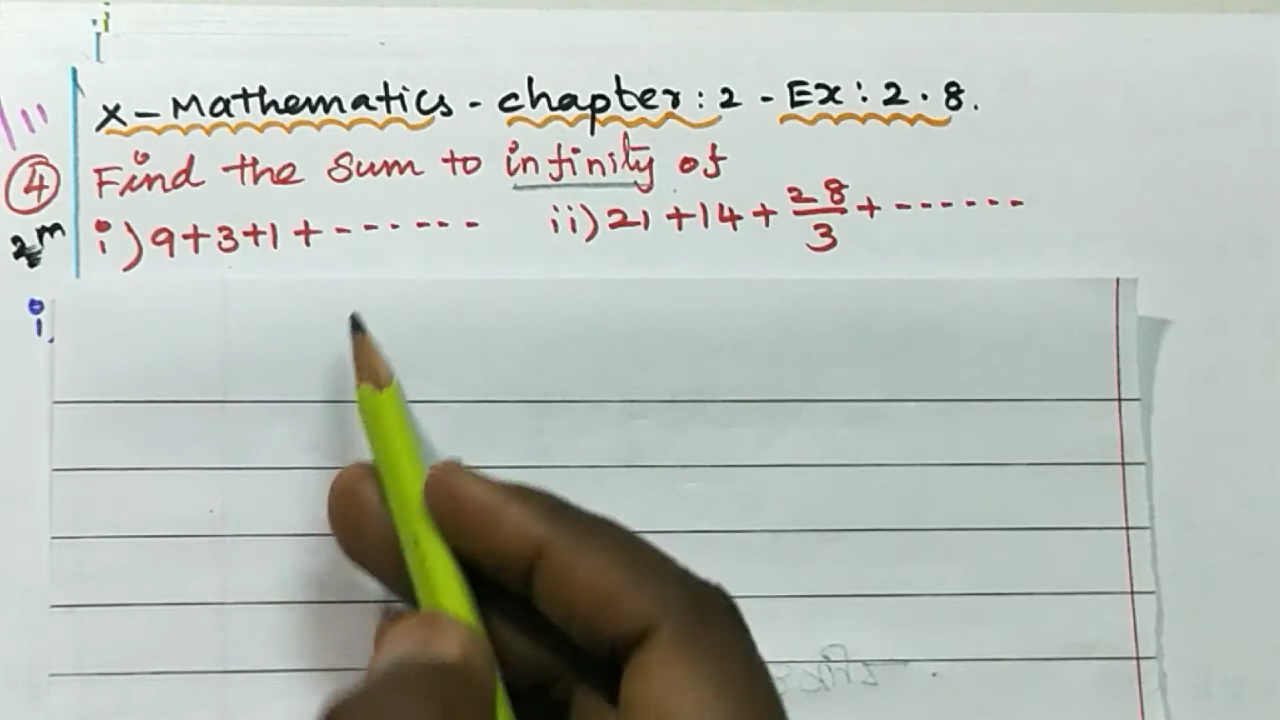 i
X - Mathematics - chapter : 2 - Ex : 2 . 8 .
④ Find the Sum to infinity of
2m i) 9+3+1+------- ii) 21 +14 + 28/3 + -------
i